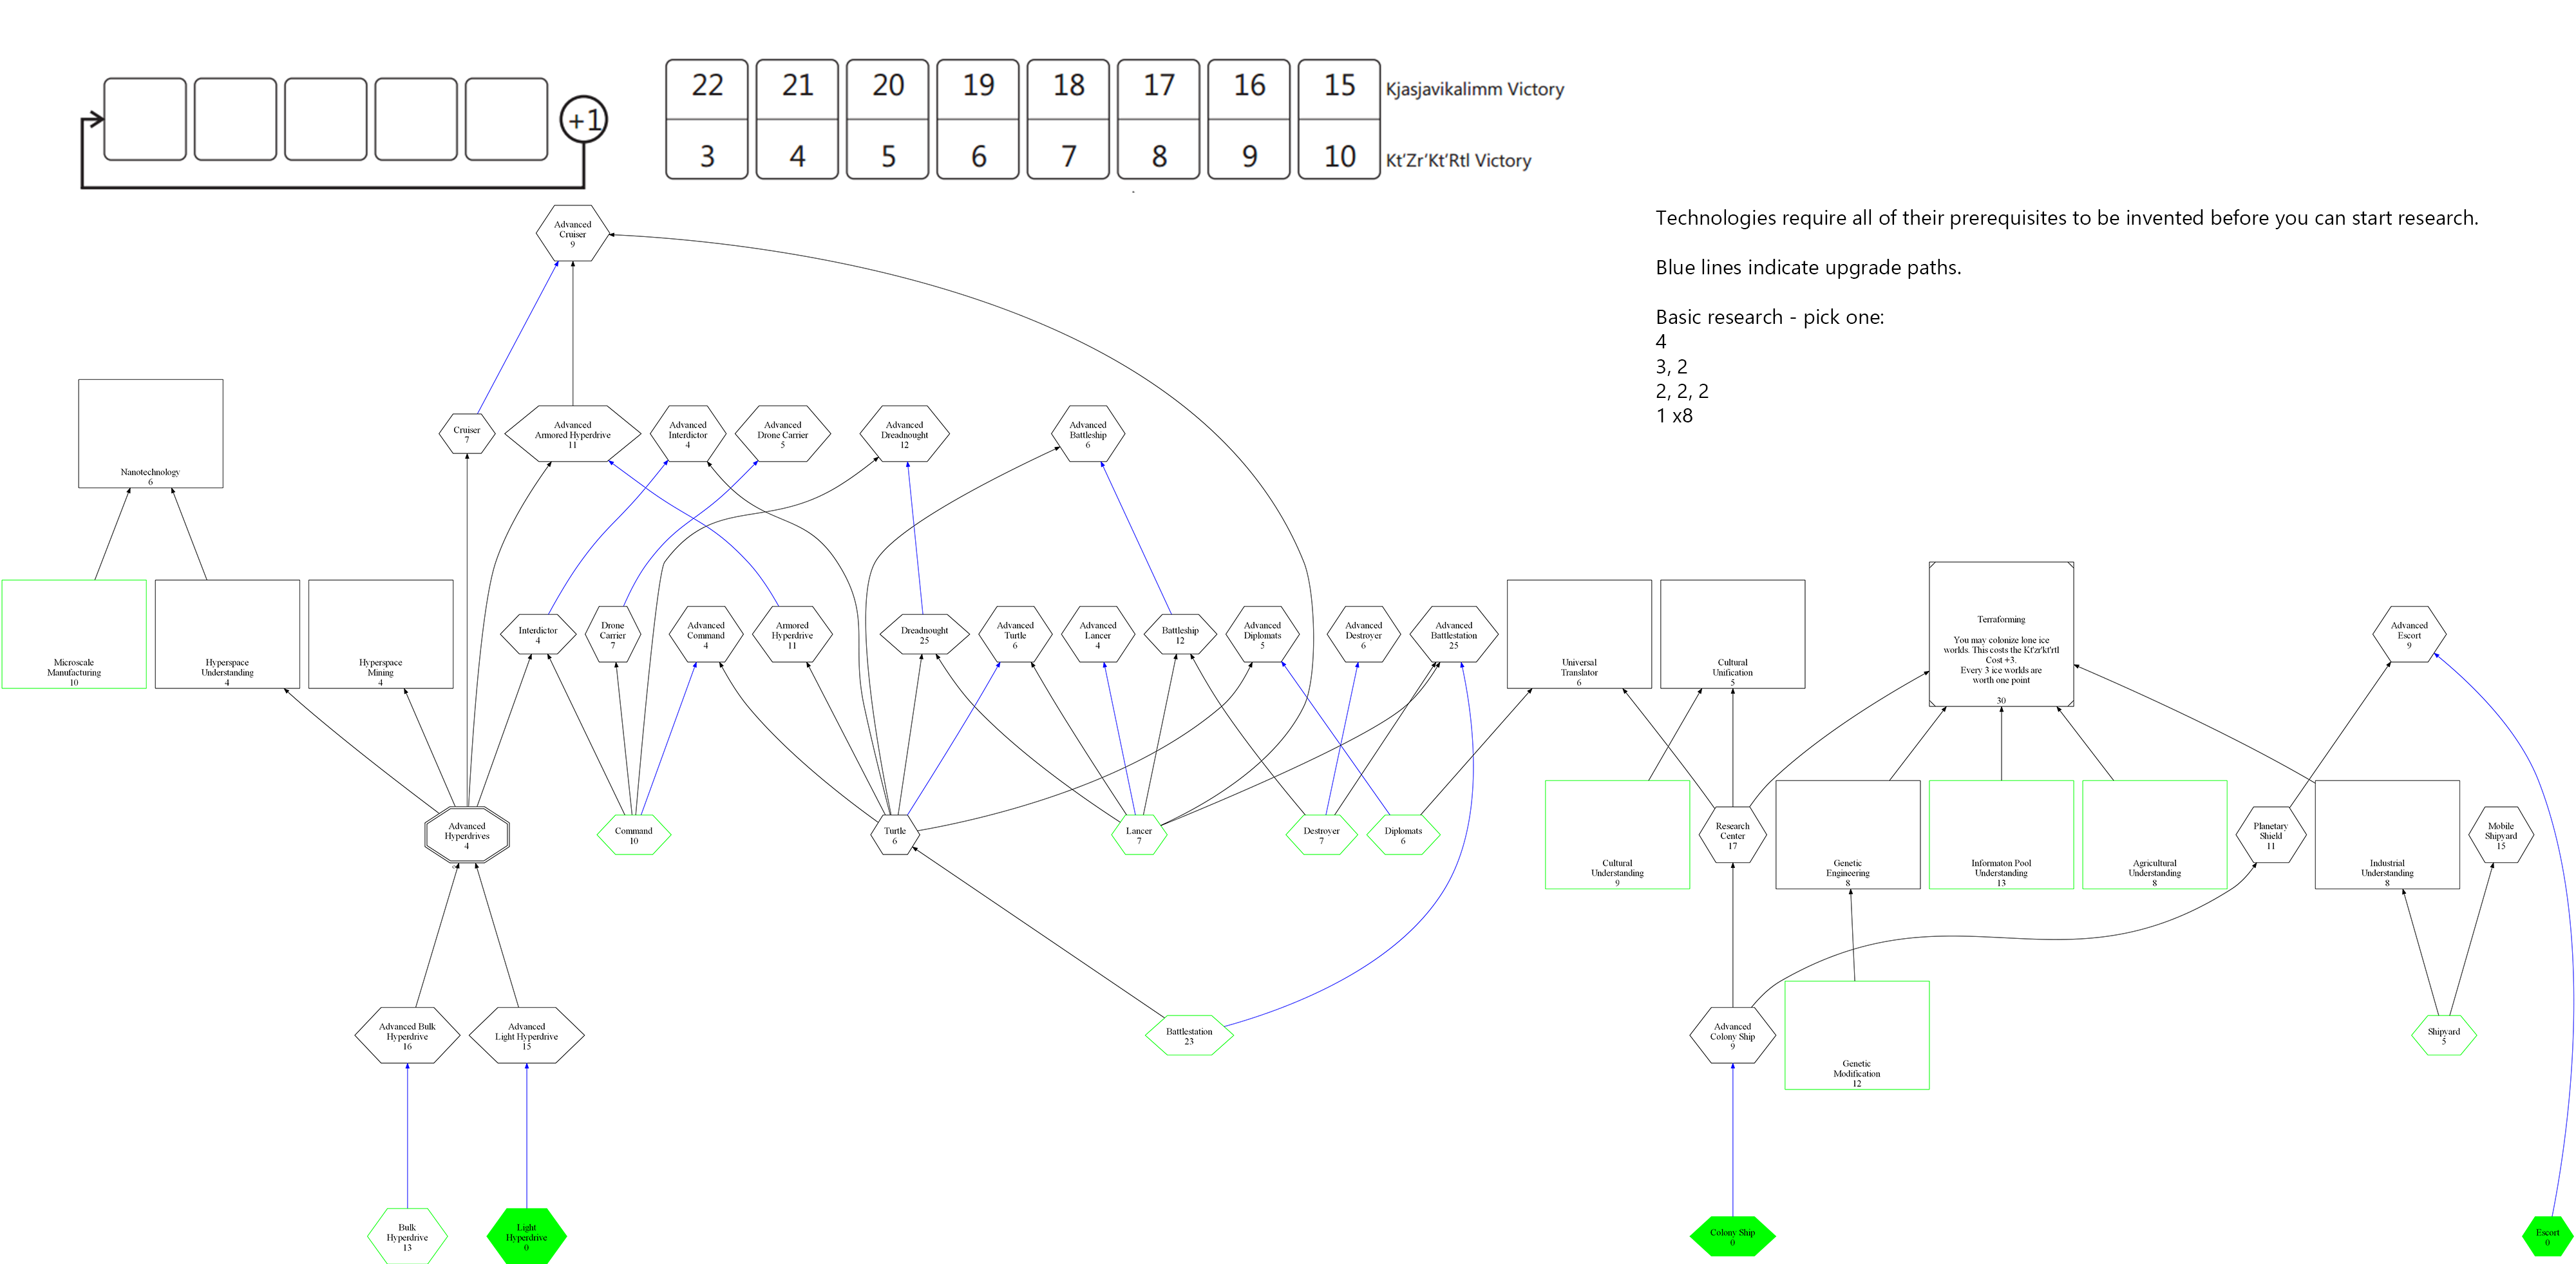 +1
22 21 20 19 18 17 16 15 Kjasjavikalimm Victory
3 4 5 6 7 8 9 10 Kt'Zr'Kt'Rtl Victory
Technologies require all of their prerequisites to be invented before you can start research.
Blue lines indicate upgrade paths.
Basic research - pick one:
4
3, 2
2, 2, 2
1 x8
Advanced
Cruiser
9
Nanotechnology
6
Cruiser
7
Advanced
Armored Hyperdrive
11
Advanced
Interdictor
4
Advanced
Drone Carrier
5
Advanced
Dreadnought
12
Advanced
Battleship
6
Microscale
Manufacturing
10
Hyperspace
Understanding
4
Hyperspace
Mining
4
Interdictor
4
Drone
Carrier
7
Advanced
Command
4
Armored
Hyperdrive
11
Dreadnought
25
Advanced
Turtle
6
Advanced
Lancer
4
Battleship
12
Advanced
Diplomats
5
Advanced
Destroyer
6
Advanced
Battlestation
25
Universal
Translator
6
Cultural
Unification
5
Terraforming
You may colonize lone ice
worlds. This costs the Kt'zr'kt'rtl
Cost +3.
Every 3 ice worlds are
worth one point
30
Advanced
Escort
9
Advanced
Hyperdrives
4
Command
10
Turtle
6
Lancer
7
Destroyer
7
Diplomats
6
Cultural
Understanding
9
Research
Center
17
Genetic
Engineering
8
Informaton Pool
Understanding
13
Agricultural
Understanding
8
Planetary
Shield
11
Industrial
Understanding
8
Mobile
Shipyard
15
Advanced Bulk
Hyperdrive
16
Advanced
Light Hyperdrive
15
Battlestation
23
Advanced
Colony Ship
9
Genetic
Modification
12
Shipyard
5
Bulk
Hyperdrive
13
Light
Hyperdrive
0
Colony Ship
0
Escort
0